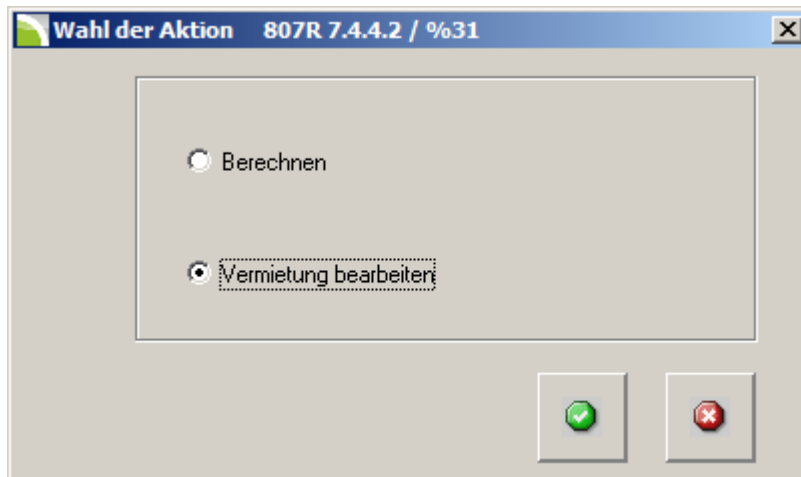 Wahl der Aktion 807R 7.4.4.2 / %31
Berechnen
Vermietung bearbeiten